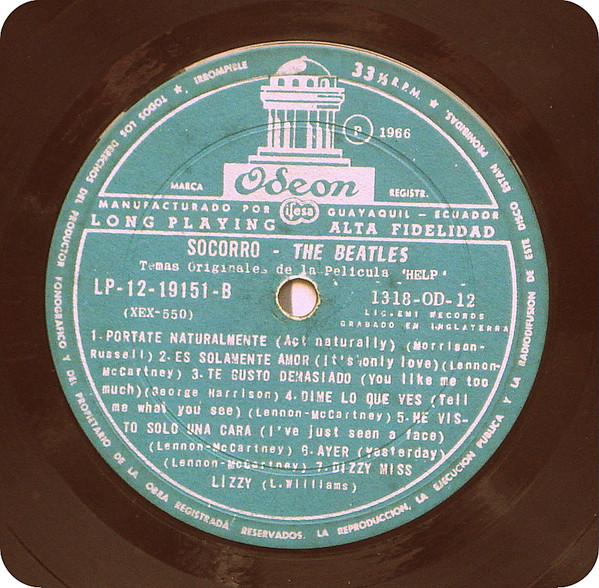 TODOS LOS DERECHOS DEL PRODUCTOR FONOGRAFICO Y DEL PROPIETARIO DE LA OBRA REGISTRADA RESERVADOS. LA REPRODUCCION, LA EJECUCION PUBLICA Y LA RADIODIFUSION DE ESTE DISCO ESTAN PROHIBIDAS.
IRROMPIBLE
33⅓ R.P.M.
Ⓟ 1966
MARCA Odeon REGISTR.
MANUFACTURADO POR ifesa GUAYAQUIL - ECUADOR
LONG PLAYING ALTA FIDELIDAD
SOCORRO - THE BEATLES
Temas Originales de la Pelicula 'HELP'
LP-12-19151-B 1318-OD-12
(XEX-550) LIC. EMI RECORDS
GRABADO EN INGLATERRA
1-PORTATE NATURALMENTE (Act naturally) (Morrison-
Russell) 2-ES SOLAMENTE AMOR (It's only love)(Lennon-
McCartney) 3-TE GUSTO DEMASIADO (You like me too
much)(George Harrison) 4-DIME LO QUE VES (Tell
me what you see) (Lennon-McCartney) 5-HE VIS-
TO SOLO UNA CARA (I've just seen a face)
(Lennon-McCartney) 6-AYER (Yesterday)
(Lennon-McCartney) 7-DIZZY MISS
LIZZY (L.Williams)